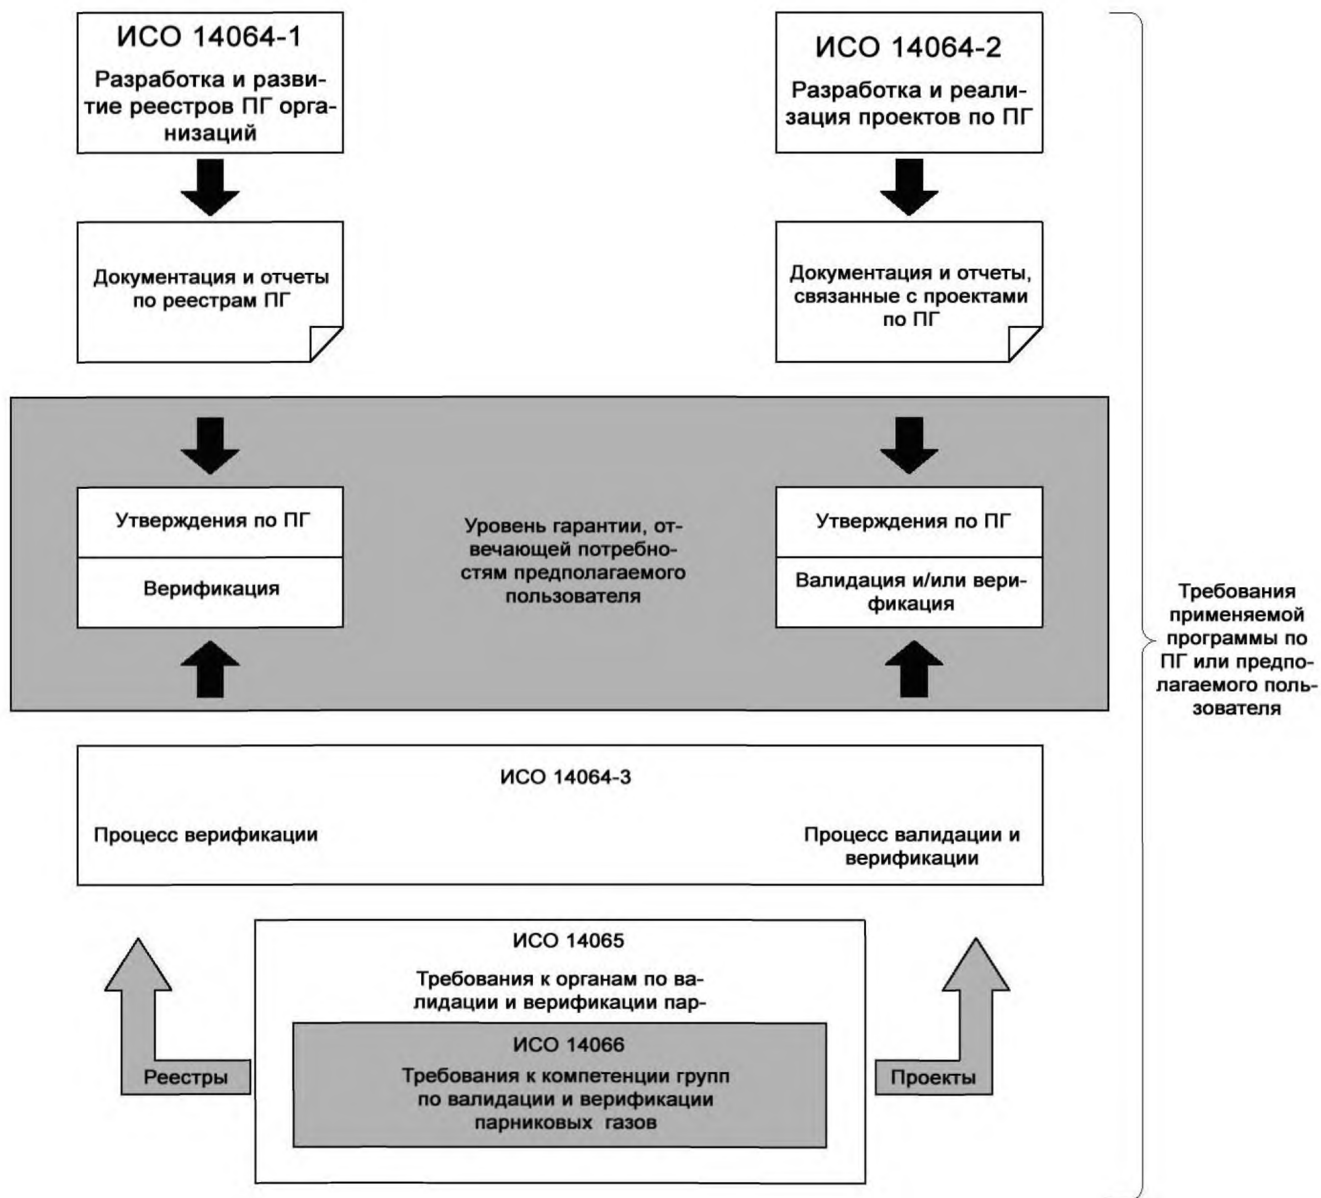 ИСО 14064-1
Разработка и разви-
тие реестров ПГ орга-
низаций
ИСО 14064-2
Разработка и реали-
зация проектов по ПГ
Документация и отчеты
по реестрам ПГ
Документация и отчеты,
связанные с проектами
по ПГ
Утверждения по ПГ
Верификация
Уровень гарантии, от-
вечающей потребно-
стям предполагаемого
пользователя
Утверждения по ПГ
Валидация и/или вери-
фикация
Требования
применяемой
программы по
ПГ или предпо-
лагаемого поль-
зователя
ИСО 14064-3
Процесс верификации
Процесс валидации и
верификации
ИСО 14065
Требования к органам по ва-
лидации и верификации пар-
ИСО 14066
Требования к компетенции групп
по валидации и верификации
парниковых газов
Реестры
Проекты